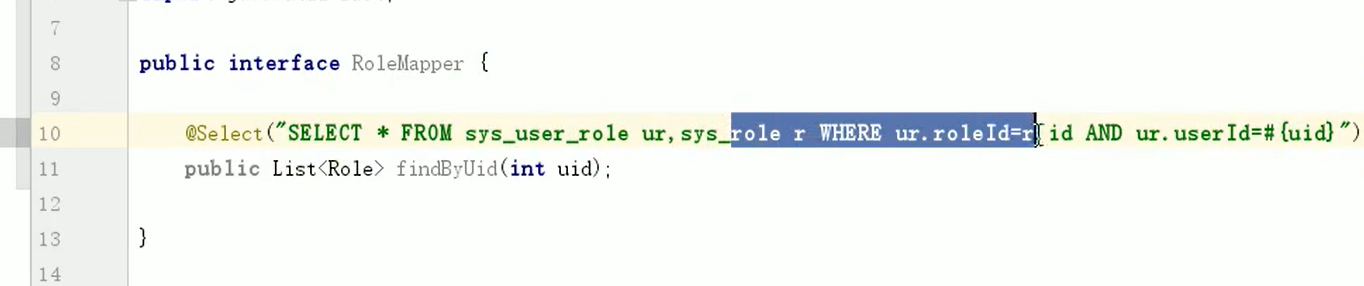 7
8 public interface RoleMapper {
9
10 @Select("SELECT * FROM sys_user_role ur,sys_role r WHERE ur.roleId=r.id AND ur.userId=#{uid}")
11 public List<Role> findByUid(int uid);
12
13 }
14